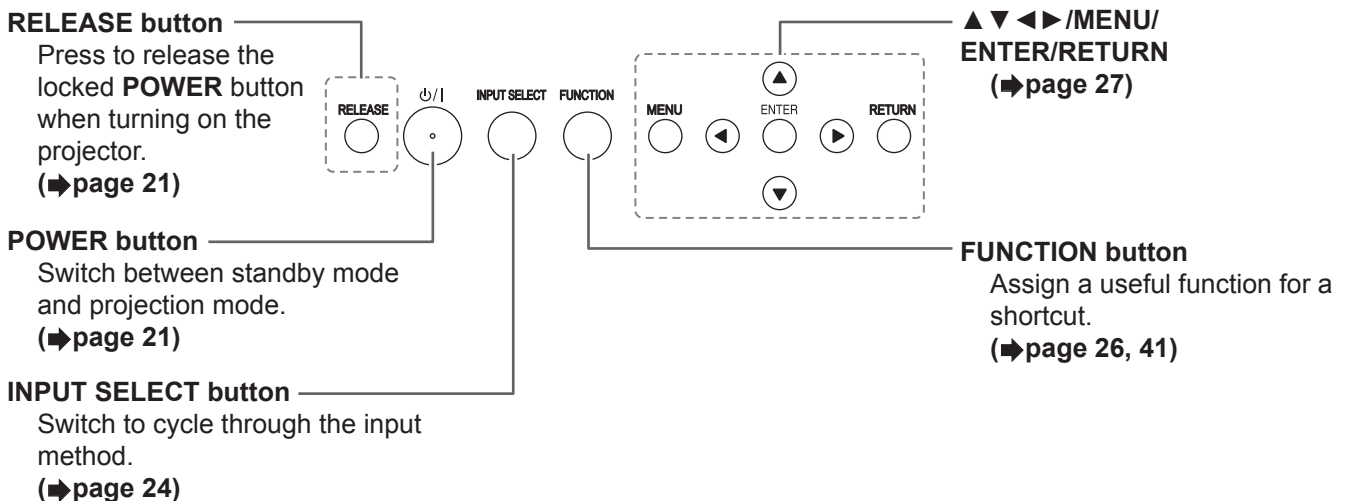 RELEASE button
Press to release the
locked POWER button
when turning on the
projector.
(➡page 21)
POWER button
Switch between standby mode
and projection mode.
(➡page 21)
INPUT SELECT button
Switch to cycle through the input
method.
(➡page 24)
RELEASE
⏻/|
INPUT SELECT
FUNCTION
MENU
ENTER
RETURN
▲▼◀▶/MENU/
ENTER/RETURN
(➡page 27)
FUNCTION button
Assign a useful function for a
shortcut.
(➡page 26, 41)